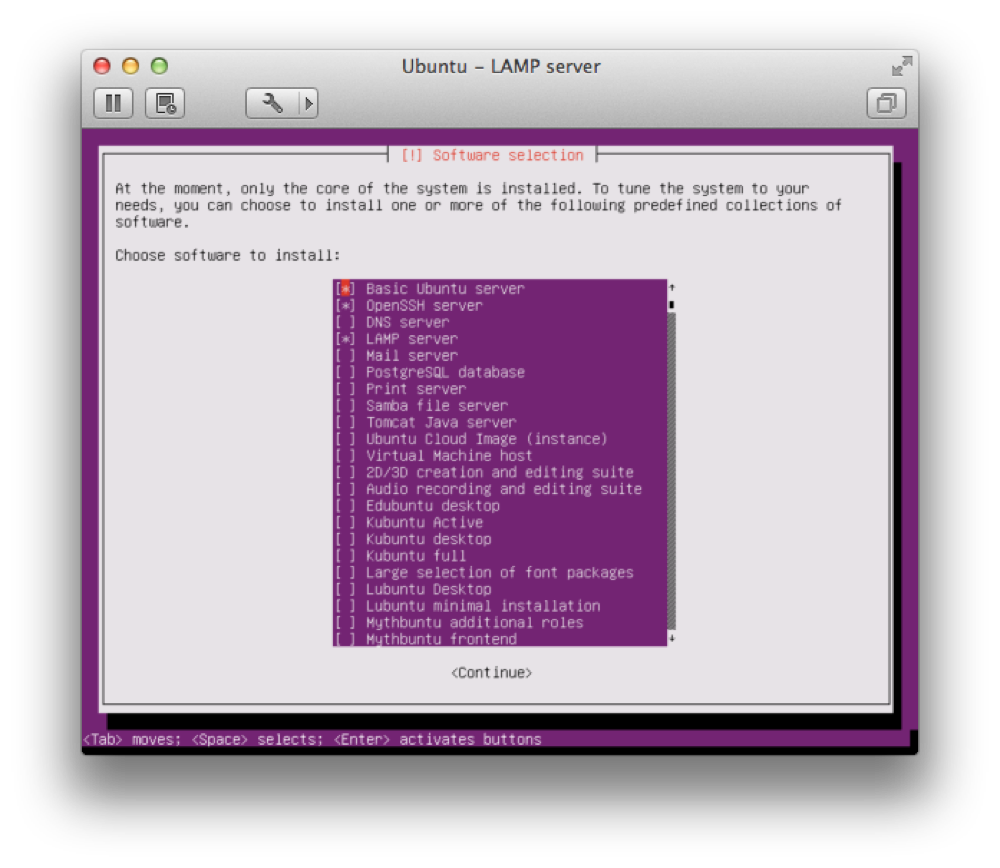 Ubuntu – LAMP server
[!] Software selection
At the moment, only the core of the system is installed. To tune the system to your
needs, you can choose to install one or more of the following predefined collections of
software.
Choose software to install:
[*] Basic Ubuntu server
[*] OpenSSH server
[ ] DNS server
[*] LAMP server
[ ] Mail server
[ ] PostgreSQL database
[ ] Print server
[ ] Samba file server
[ ] Tomcat Java server
[ ] Ubuntu Cloud Image (instance)
[ ] Virtual Machine host
[ ] 2D/3D creation and editing suite
[ ] Audio recording and editing suite
[ ] Edubuntu desktop
[ ] Kubuntu Active
[ ] Kubuntu desktop
[ ] Kubuntu full
[ ] Large selection of font packages
[ ] Lubuntu Desktop
[ ] Lubuntu minimal installation
[ ] Mythbuntu additional roles
[ ] Mythbuntu frontend
<Continue>
<Tab> moves; <Space> selects; <Enter> activates buttons